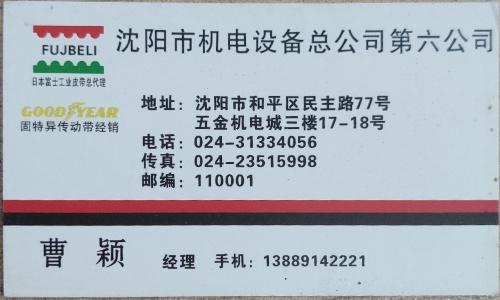 FUJBELI
日本富士工业皮带总代理
GOODYEAR
固特异传动带经销
沈阳市机电设备总公司第六公司
地址：沈阳市和平区民主路77号
五金机电城三楼17-18号
电话：024-31334056
传真：024-23515998
邮编：110001
曹 颖 经理 手机：13889142221